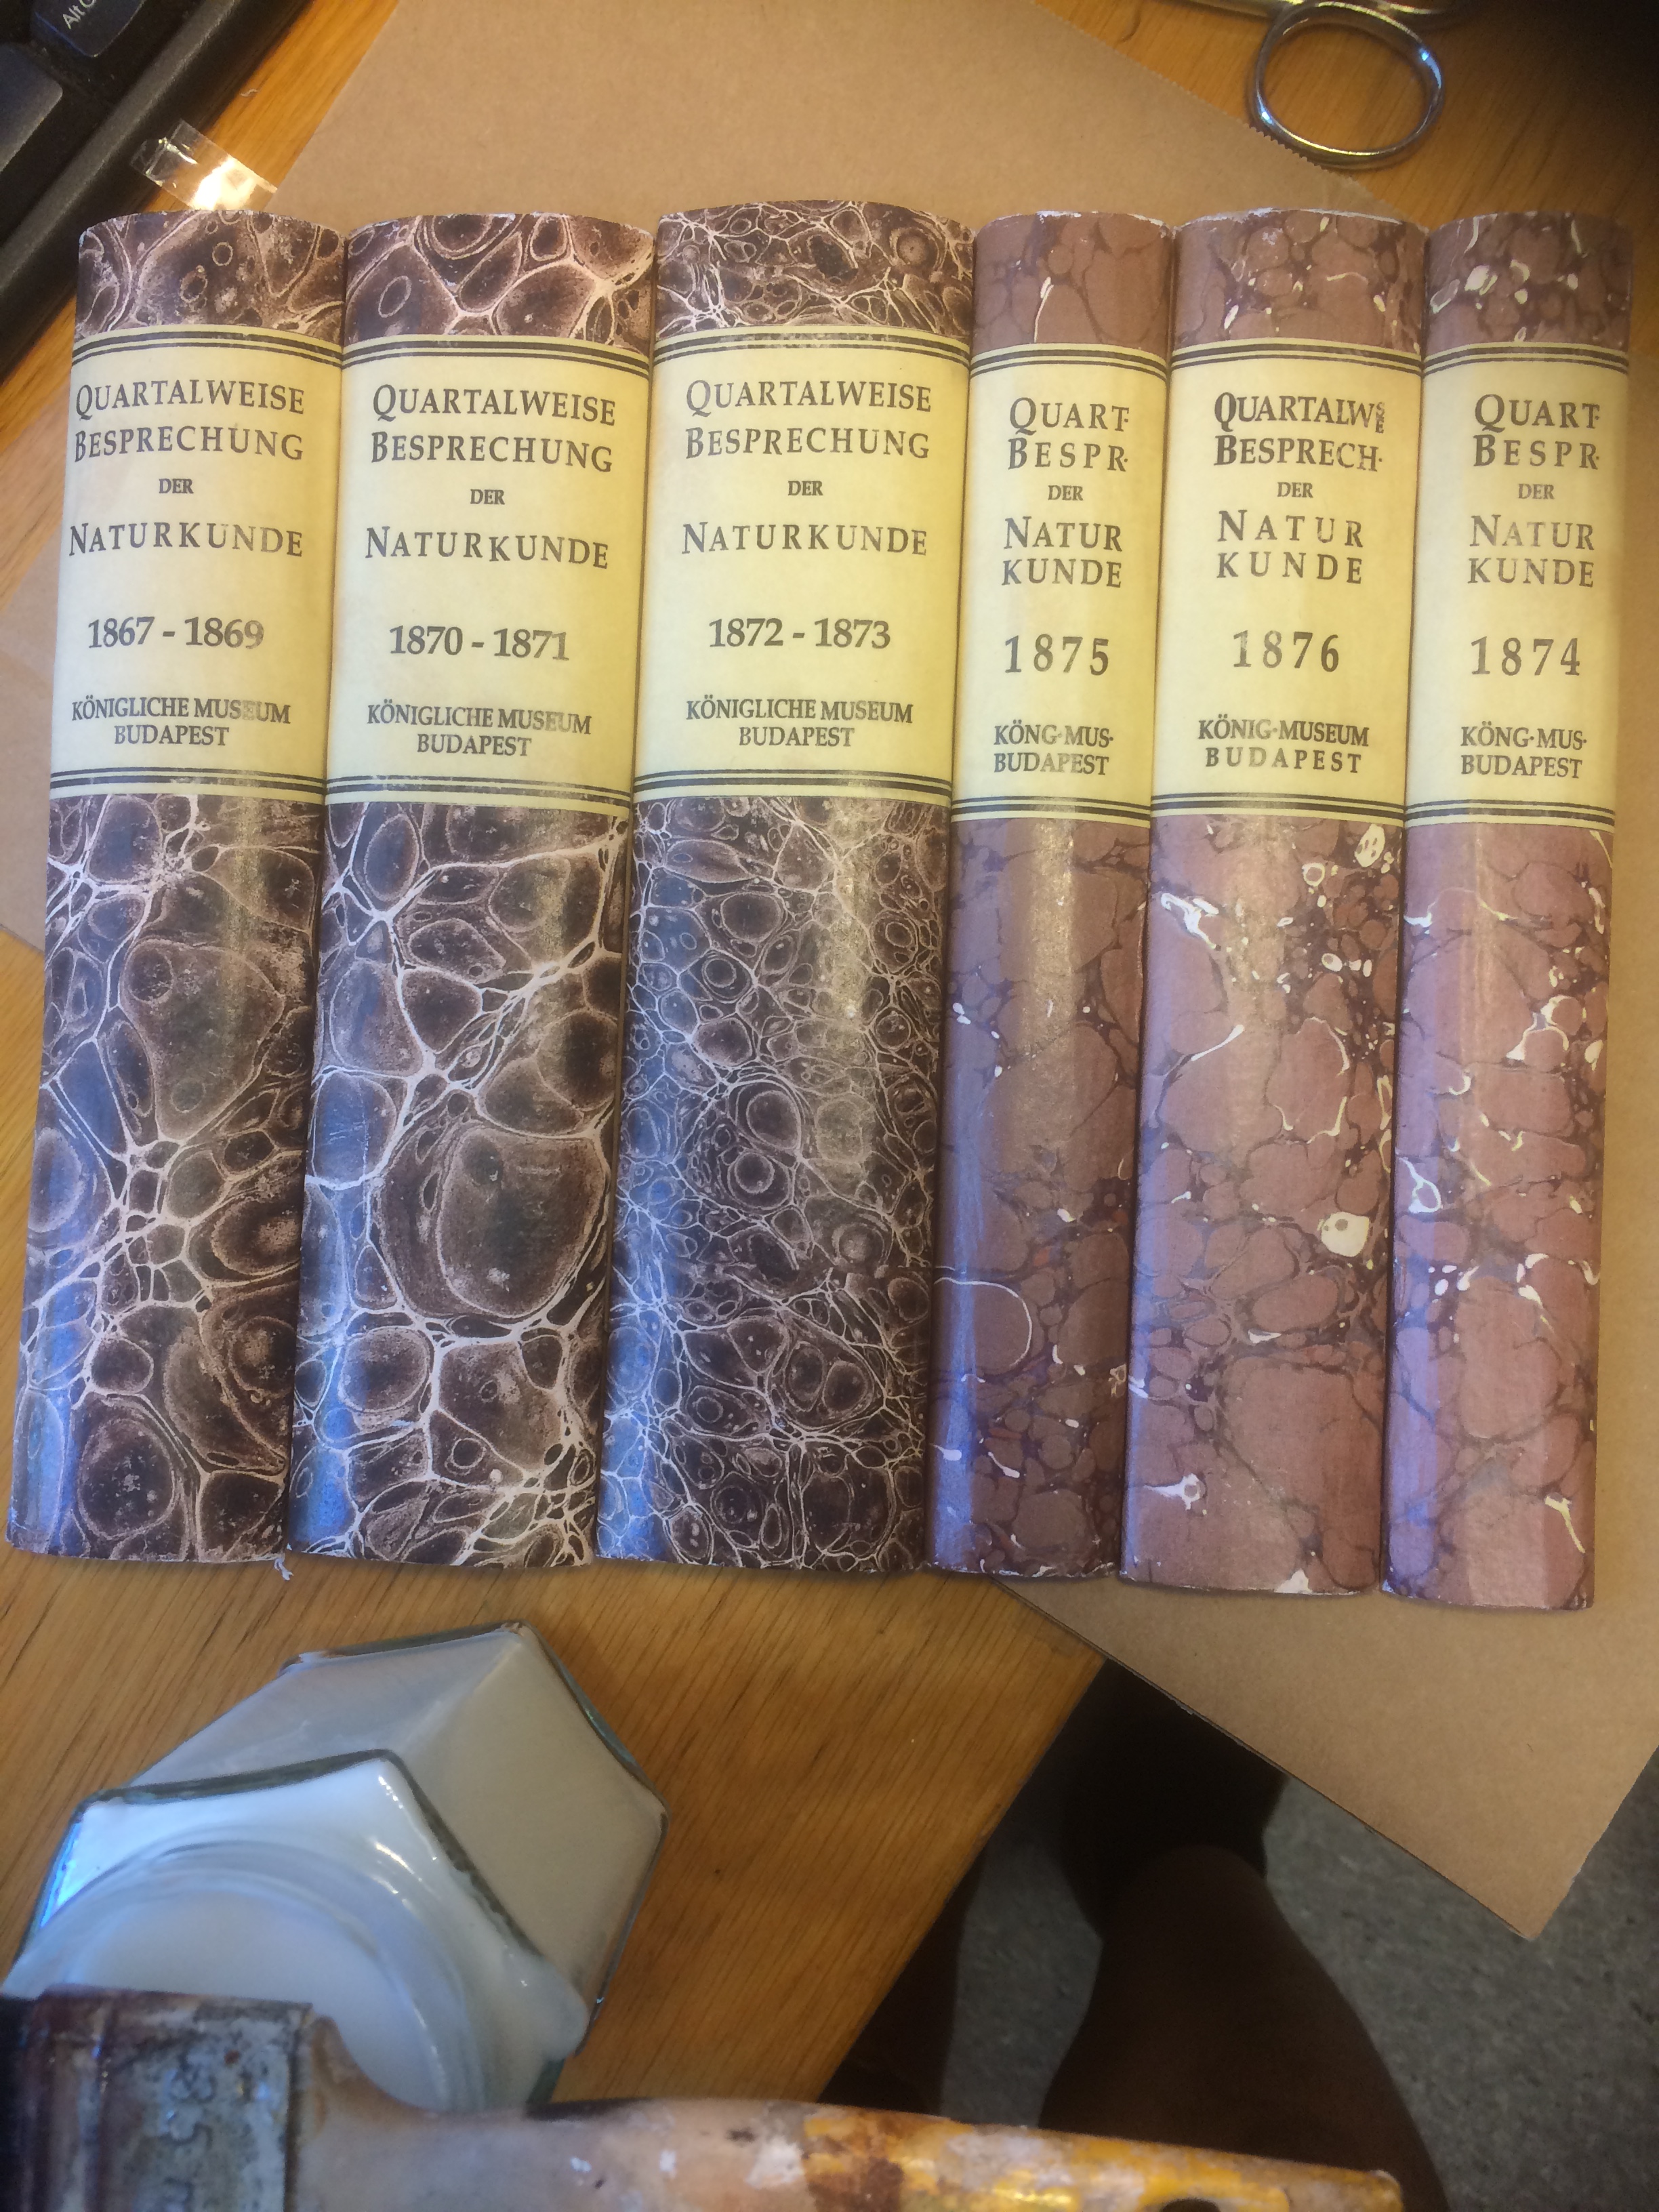 Alt
QUARTALWEISE
BESPRECHUNG
DER
NATURKUNDE
1867 - 1869
KÖNIGLICHE MUSEUM
BUDAPEST
QUARTALWEISE
BESPRECHUNG
DER
NATURKUNDE
1870 - 1871
KÖNIGLICHE MUSEUM
BUDAPEST
QUARTALWEISE
BESPRECHUNG
DER
NATURKUNDE
1872 - 1873
KÖNIGLICHE MUSEUM
BUDAPEST
QUART·
BESPR·
DER
NATUR
KUNDE
1875
KÖNG·MUS·
BUDAPEST
QUARTALWSE
BESPRECH·
DER
NATUR
KUNDE
1876
KÖNIG·MUSEUM
BUDAPEST
QUART·
BESPR·
DER
NATUR
KUNDE
1874
KÖNG·MUS·
BUDAPEST